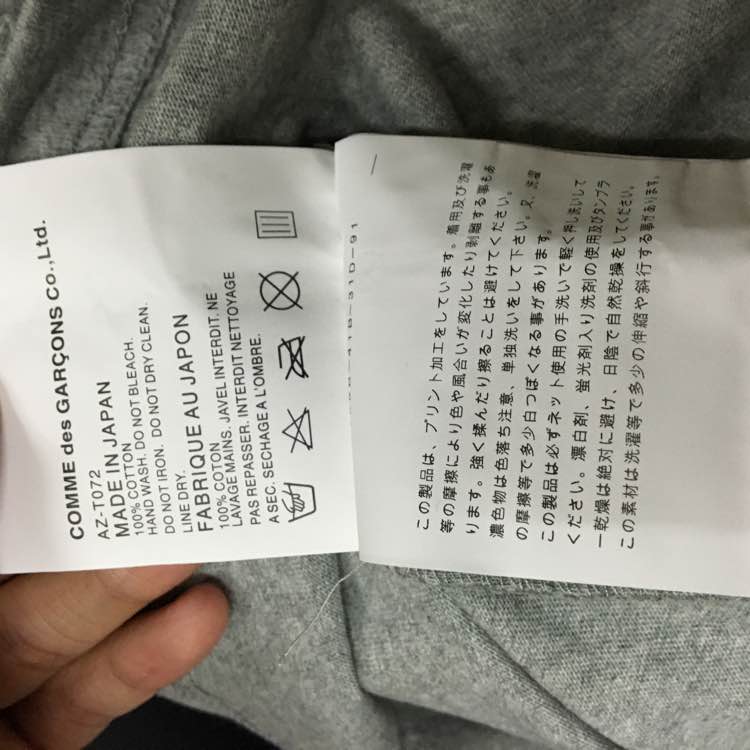 COMME des GARÇONS Co.,Ltd.
AZ-T072
MADE IN JAPAN
100% COTTON
HAND WASH. DO NOT BLEACH.
DO NOT IRON. DO NOT DRY CLEAN.
LINE DRY.
FABRIQUE AU JAPON
100% COTON
LAVAGE MAINS. JAVEL INTERDIT. NE
PAS REPASSER. INTERDIT NETTOYAGE
A SEC. SECHAGE A L'OMBRE.
41B-31D-91
この製品は、プリント加工をしています。着用及び洗濯
等の摩擦により色や風合いが変化したり剥離する事もあ
ります。強く揉んだり擦ることは避けてください。
濃色物は色落ち注意、単独洗いをして下さい。又、洗濯
の摩擦等で多少白つぽくなる事があります。
この製品は必ずネット使用の手洗いで軽く押し洗いして
ください。漂白剤、蛍光剤入り洗剤の使用及びタンブラ
ー乾燥は絶対に避け、日陰で自然乾燥をしてください。
この素材は洗濯等で多少の伸縮や斜行する事があります。